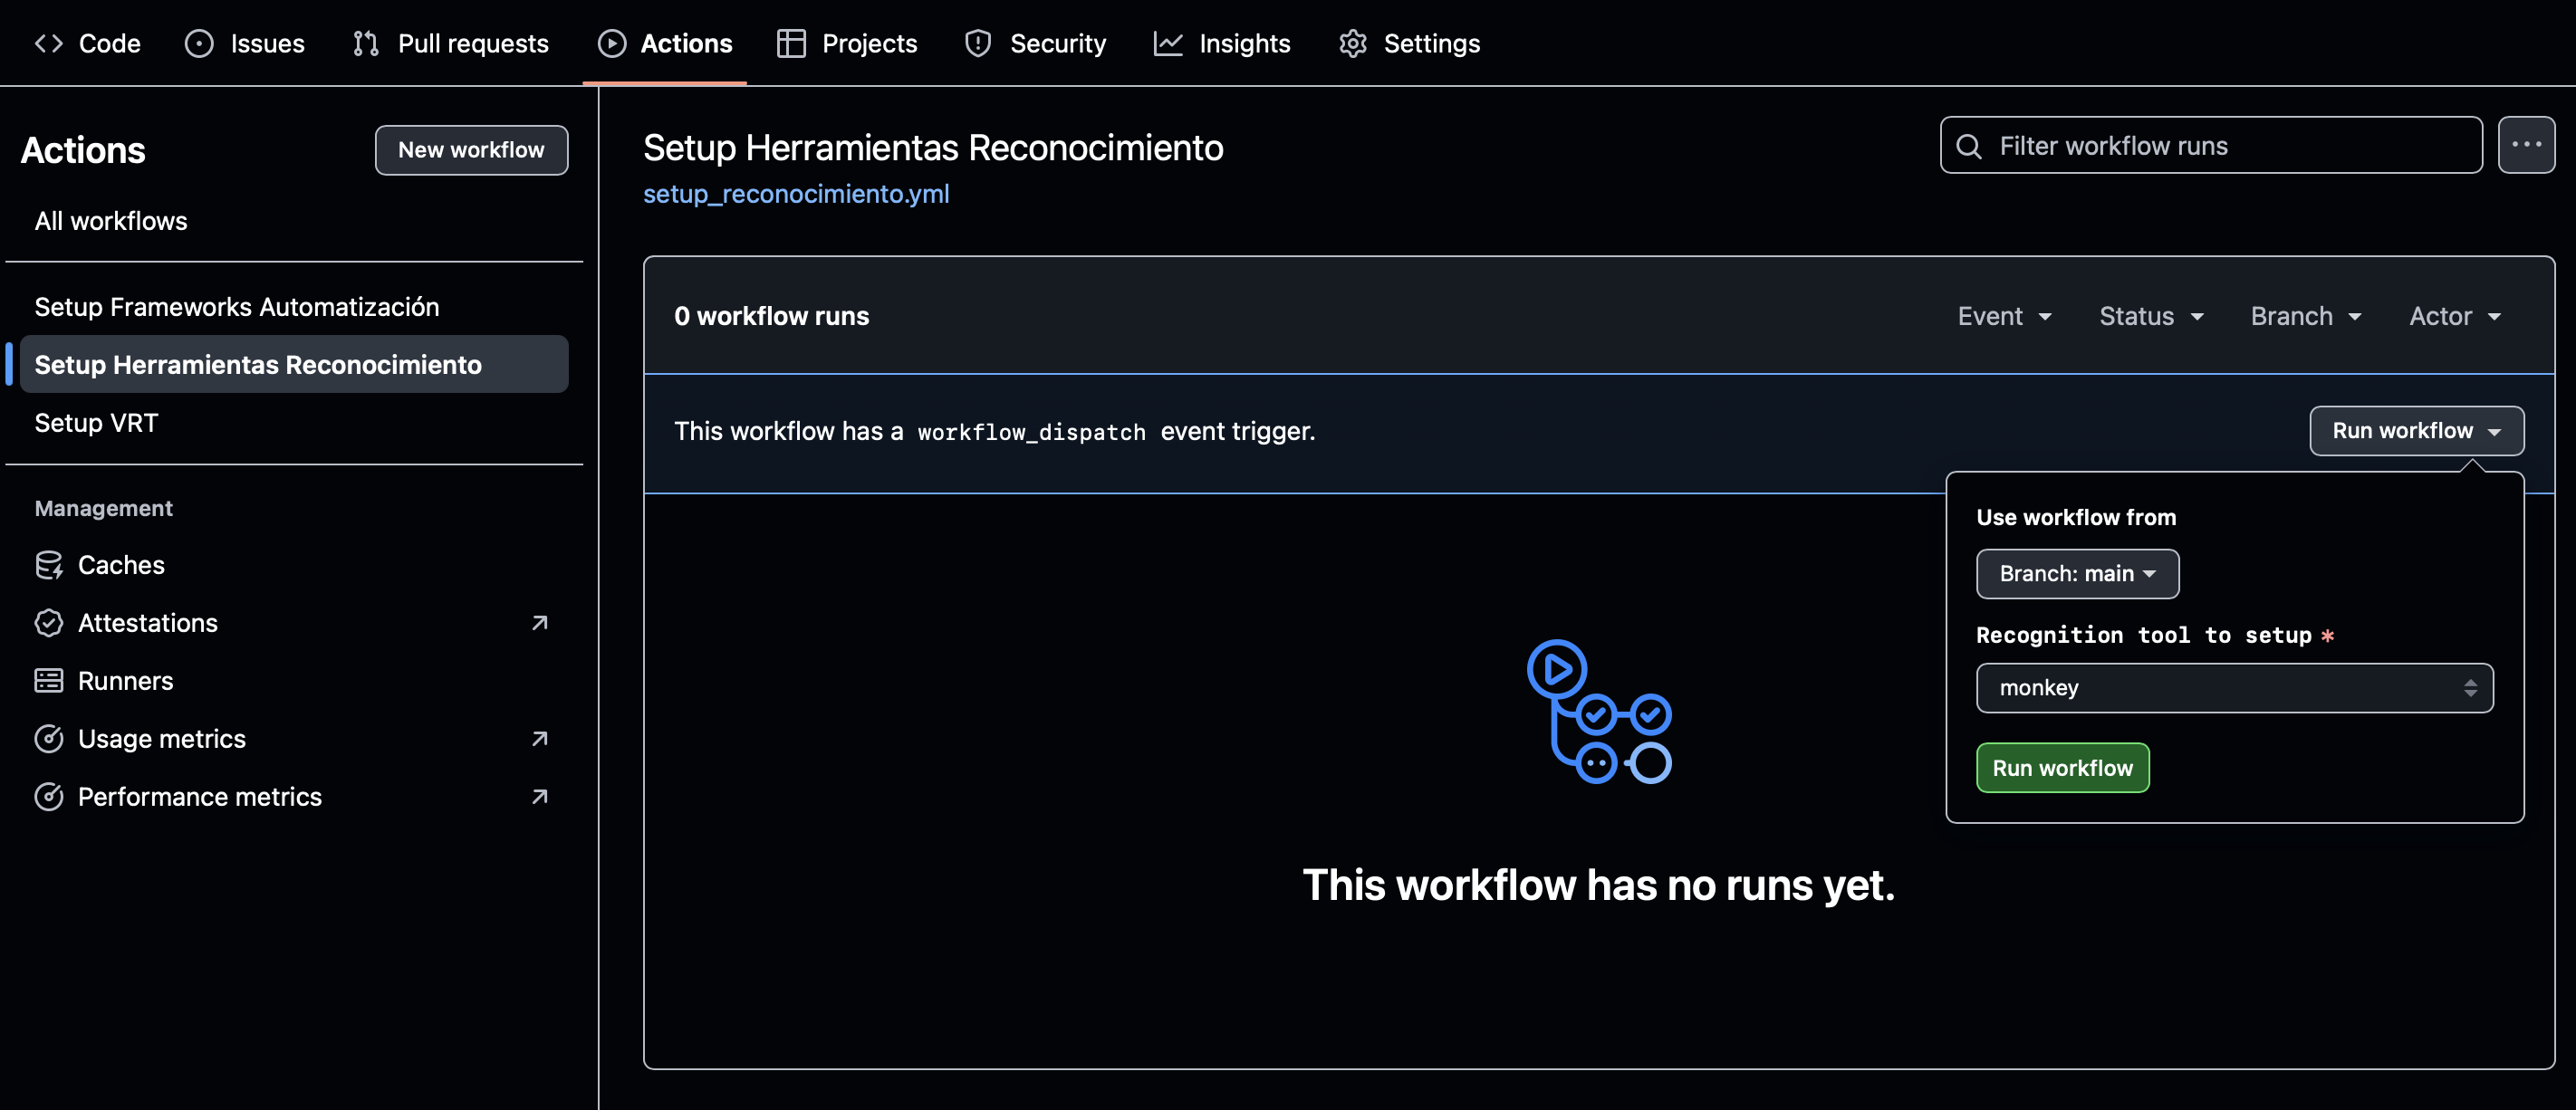 Code
Issues
Pull requests
Actions
Projects
Security
Insights
Settings
Actions
New workflow
All workflows
Setup Frameworks Automatización
Setup Herramientas Reconocimiento
Setup VRT
Management
Caches
Attestations
Runners
Usage metrics
Performance metrics
Setup Herramientas Reconocimiento
setup_reconocimiento.yml
Filter workflow runs
0 workflow runs
Event
Status
Branch
Actor
This workflow has a workflow_dispatch event trigger.
Run workflow
Use workflow from
Branch: main
Recognition tool to setup *
monkey
Run workflow
This workflow has no runs yet.